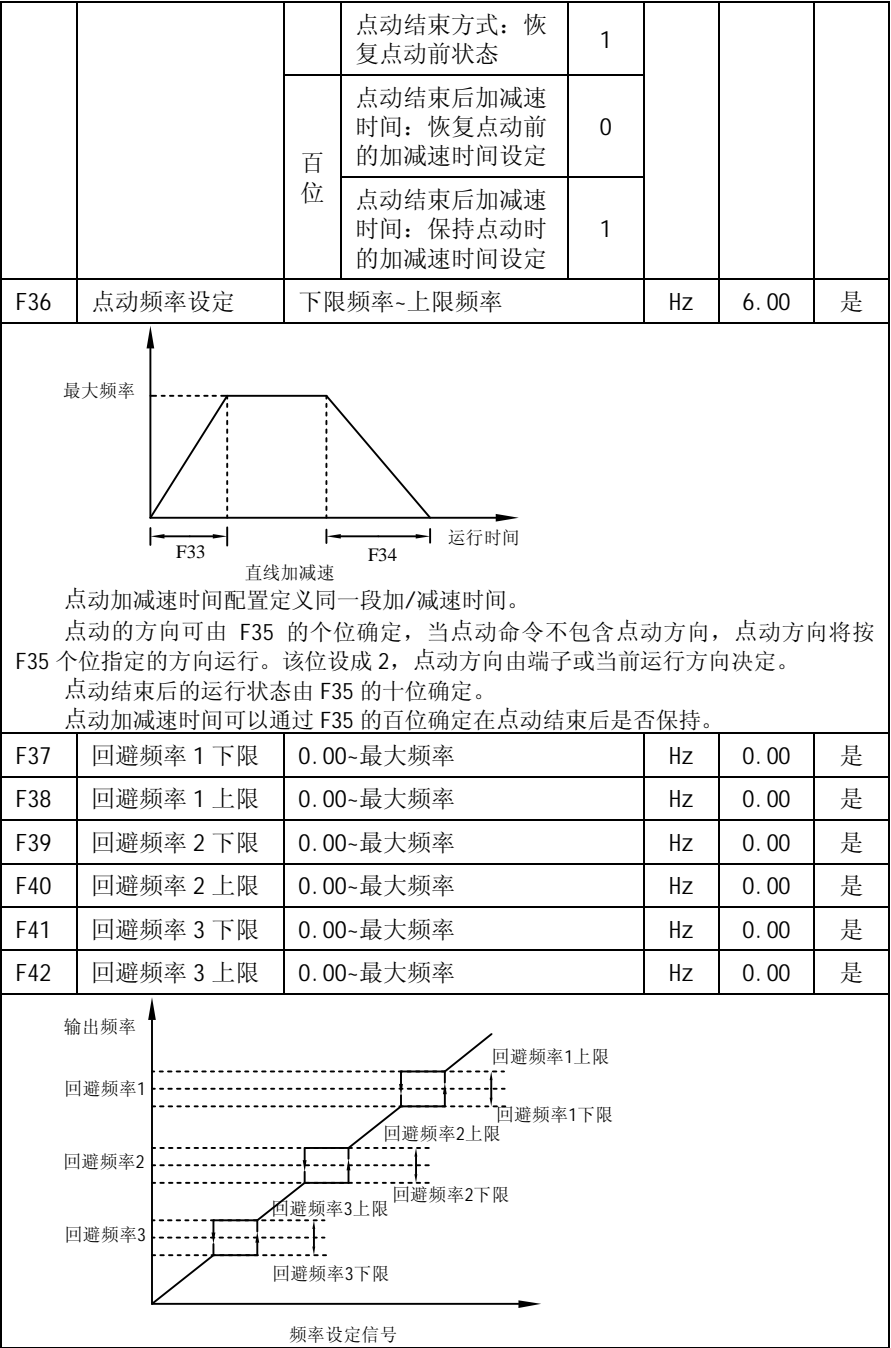 点动结束方式：恢
复点动前状态
1
百
位
点动结束后加减速
时间：恢复点动前
的加减速时间设定
0
点动结束后加减速
时间：保持点动时
的加减速时间设定
1
F36 点动频率设定 下限频率~上限频率 Hz 6.00 是
最大频率
运行时间
F33
F34
直线加减速
点动加减速时间配置定义同一段加/减速时间。
点动的方向可由 F35 的个位确定，当点动命令不包含点动方向，点动方向将按
F35 个位指定的方向运行。该位设成 2，点动方向由端子或当前运行方向决定。
点动结束后的运行状态由 F35 的十位确定。
点动加减速时间可以通过 F35 的百位确定在点动结束后是否保持。
F37 回避频率 1 下限 0.00~最大频率 Hz 0.00 是
F38 回避频率 1 上限 0.00~最大频率 Hz 0.00 是
F39 回避频率 2 下限 0.00~最大频率 Hz 0.00 是
F40 回避频率 2 上限 0.00~最大频率 Hz 0.00 是
F41 回避频率 3 下限 0.00~最大频率 Hz 0.00 是
F42 回避频率 3 上限 0.00~最大频率 Hz 0.00 是
输出频率
回避频率1上限
回避频率1
回避频率1下限
回避频率2上限
回避频率2
回避频率2下限
回避频率3上限
回避频率3
回避频率3下限
频率设定信号